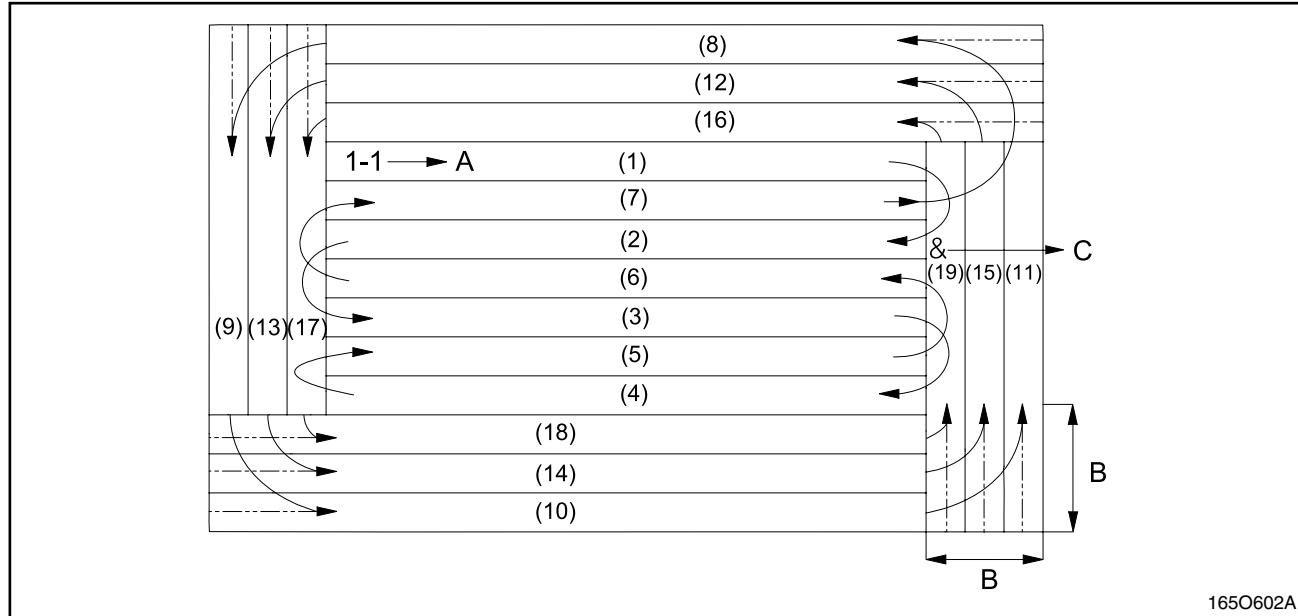 (8)
(12)
(16)
1-1 A (1)
(7)
(2)
& C
(6)
(19) (15) (11)
(3)
(9) (13) (17)
(5)
(4)
(18)
(14)
B
(10)
B
165O602A